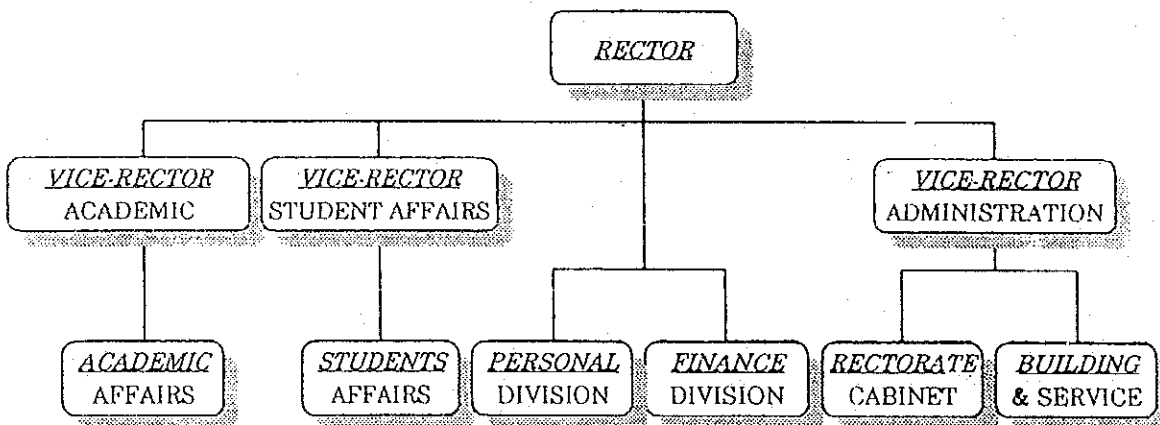 RECTOR
VICE-RECTOR
ACADEMIC
VICE-RECTOR
STUDENT AFFAIRS
VICE-RECTOR
ADMINISTRATION
ACADEMIC
AFFAIRS
STUDENTS
AFFAIRS
PERSONAL
DIVISION
FINANCE
DIVISION
RECTORATE
CABINET
BUILDING
& SERVICE